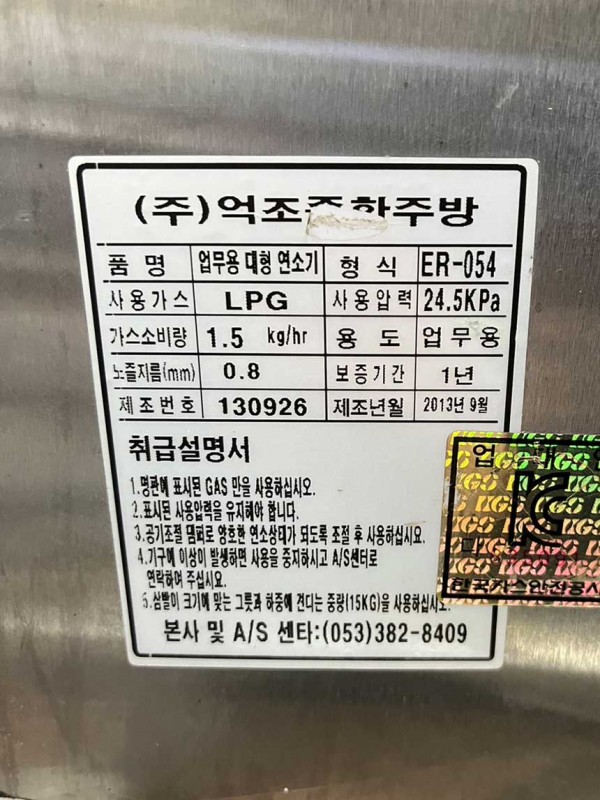 (주)억조중합주방
품 명 업무용 대형 연소기 형 식 ER-054
사용가스 LPG 사용압력 24.5KPa
가스소비량 1.5 kg/hr 용 도 업무용
노즐지름(mm) 0.8 보증기간 1년
제조번호 130926 제조년월 2013년 9월
취급설명서
1.명판에 표시된 GAS 만을 사용하십시오.
2.표시된 사용압력을 유지해야 합니다.
3.공기조절 댐퍼로 양호한 연소상태가 되도록 조절 후 사용하십시오.
4.기구에 이상이 발생하면 사용을 중지하시고 A/S센터로
연락하여 주십시요.
5.삼발이 크기에 맞는 그릇과 하중에 견디는 중량(15KG)을 사용하십시오.
본사 및 A/S 센타:(053)382-8409
KGS
한국가스안전공사